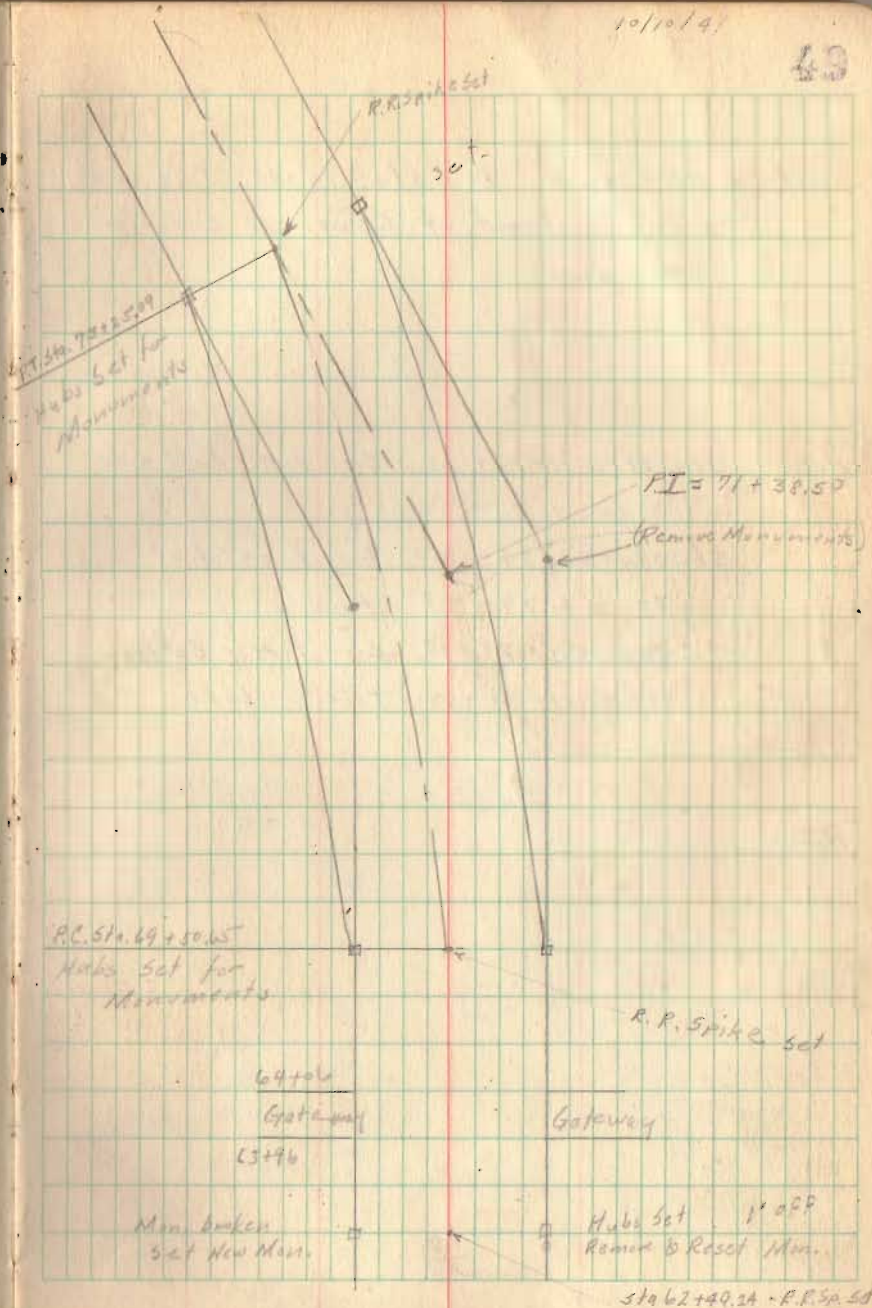 10/10/41
49
R.R. Spike Set
set
P.T. Sta. 73+25.09
Hubs Set for
Monuments
P.I = 71+38.50
(Remove Monuments)
P.C. Sta. 69+50.65
Hubs Set for
Monuments
R.R. Spike set
64+06
Gateway
Gateway
63+96
Mon. broken
Set New Mon.
Hubs Set 1' off
Remove & Reset Mon.
Sta 62+49.24 - R.R. Sp. Set